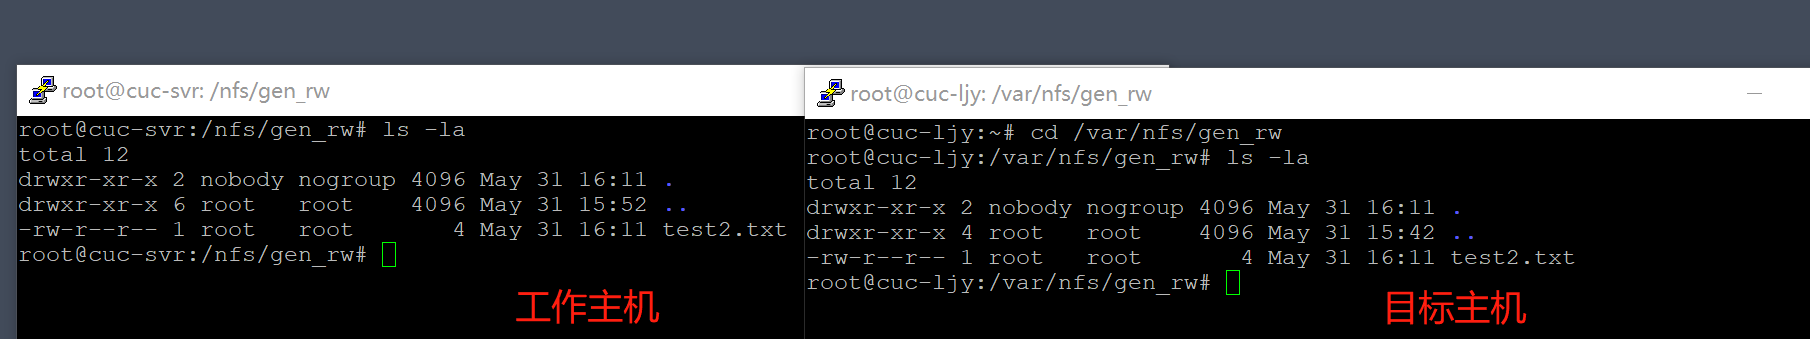 root@cuc-svr: /nfs/gen_rw
root@cuc-svr:/nfs/gen_rw# ls -la
total 12
drwxr-xr-x 2 nobody nogroup 4096 May 31 16:11 .
drwxr-xr-x 6 root   root    4096 May 31 15:52 ..
-rw-r--r-- 1 root   root       4 May 31 16:11 test2.txt
root@cuc-svr:/nfs/gen_rw#
工作主机
root@cuc-ljy: /var/nfs/gen_rw
root@cuc-ljy:~# cd /var/nfs/gen_rw
root@cuc-ljy:/var/nfs/gen_rw# ls -la
total 12
drwxr-xr-x 2 nobody nogroup 4096 May 31 16:11 .
drwxr-xr-x 4 root   root    4096 May 31 15:42 ..
-rw-r--r-- 1 root   root       4 May 31 16:11 test2.txt
root@cuc-ljy:/var/nfs/gen_rw#
目标主机